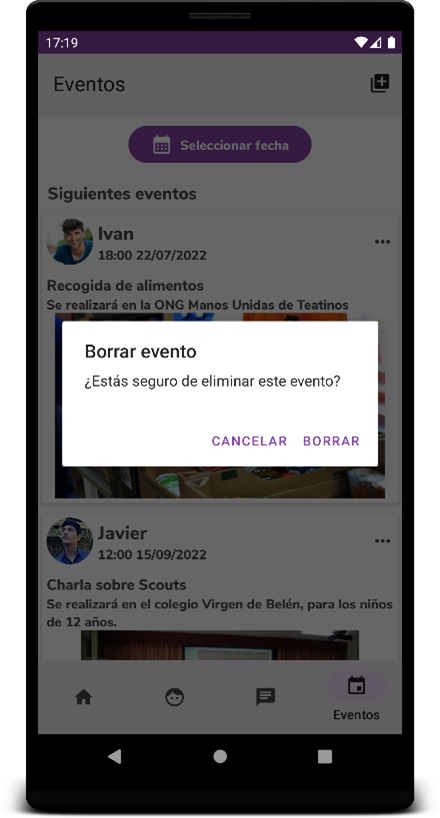 17:19
Eventos
Seleccionar fecha
Siguientes eventos
Ivan
18:00 22/07/2022
Recogida de alimentos
Se realizará en la ONG Manos Unidas de Teatinos
Borrar evento
¿Estás seguro de eliminar este evento?
CANCELAR BORRAR
Javier
12:00 15/09/2022
Charla sobre Scouts
Se realizará en el colegio Virgen de Belén, para los niños
de 12 años.
Eventos